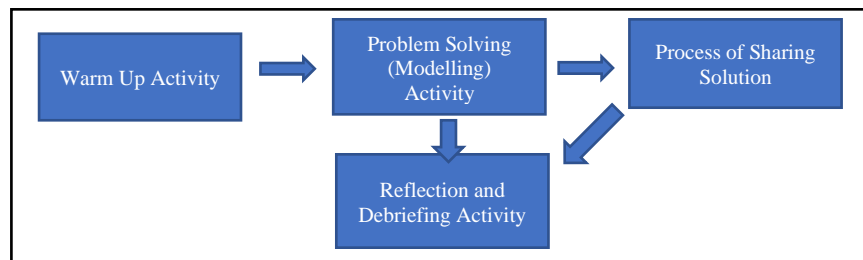 Warm Up Activity
Problem Solving
(Modelling)
Activity
Process of Sharing
Solution
Reflection and
Debriefing Activity